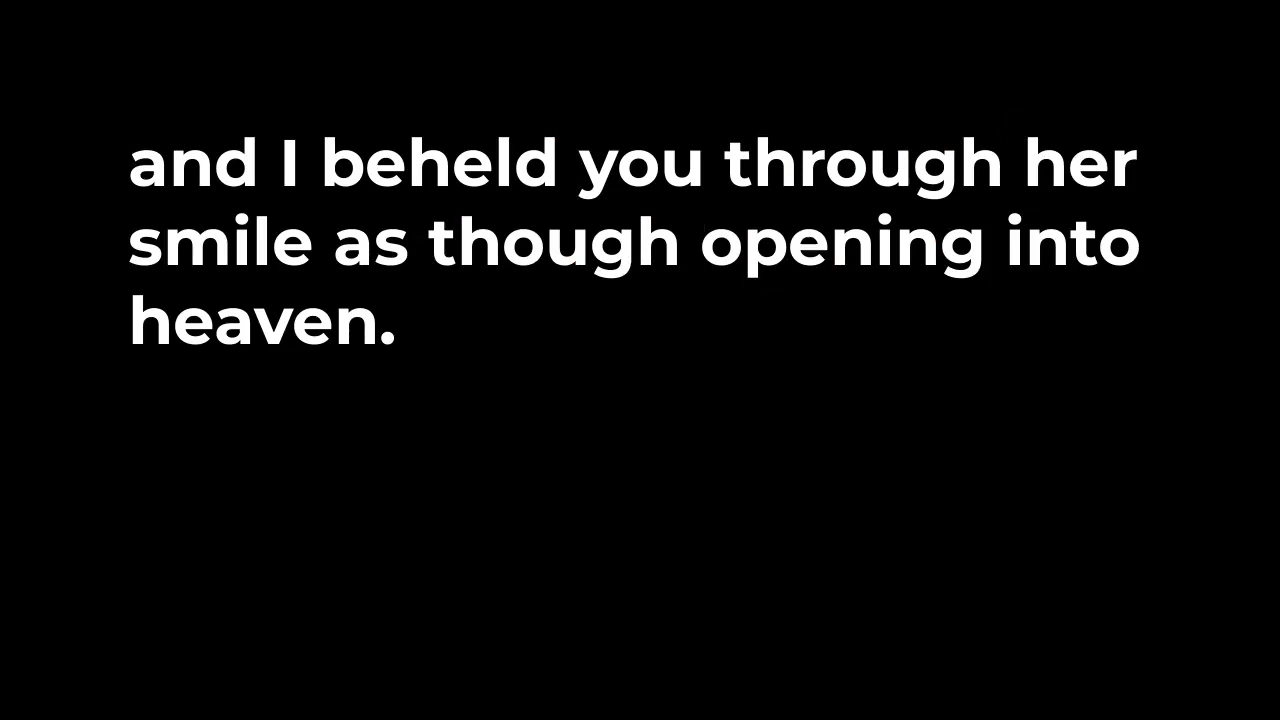 and I beheld you through her
smile as though opening into
heaven.